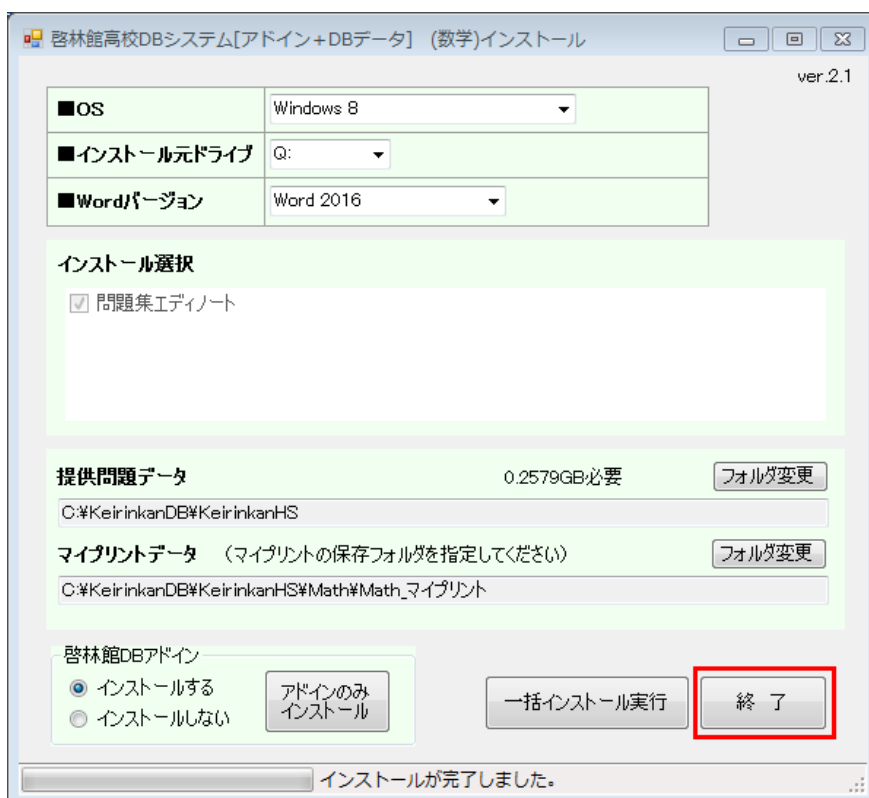 啓林館高校DBシステム[アドイン+DBデータ] (数学)インストール
ver.2.1
■OS Windows 8
■インストール元ドライブ Q:
■Wordバージョン Word 2016
インストール選択
問題集エディノート
提供問題データ 0.2579GB必要 フォルダ変更
C:¥KeirinkanDB¥KeirinkanHS
マイプリントデータ (マイプリントの保存フォルダを指定してください) フォルダ変更
C:¥KeirinkanDB¥KeirinkanHS¥Math¥Math_マイプリント
啓林館DBアドイン
インストールする
インストールしない
アドインのみ
インストール
一括インストール実行
終 了
インストールが完了しました。